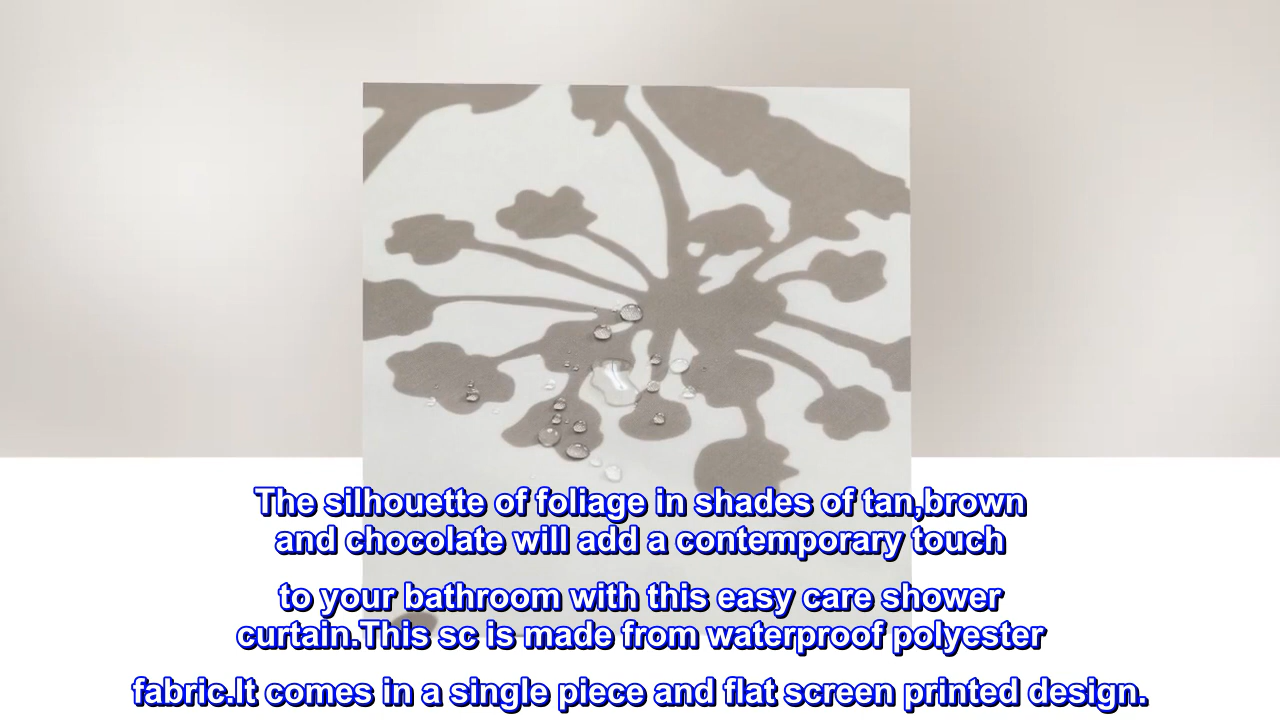 The silhouette of foliage in shades of tan,brown
and chocolate will add a contemporary touch
to your bathroom with this easy care shower
curtain.This sc is made from waterproof polyester
fabric.It comes in a single piece and flat screen printed design.